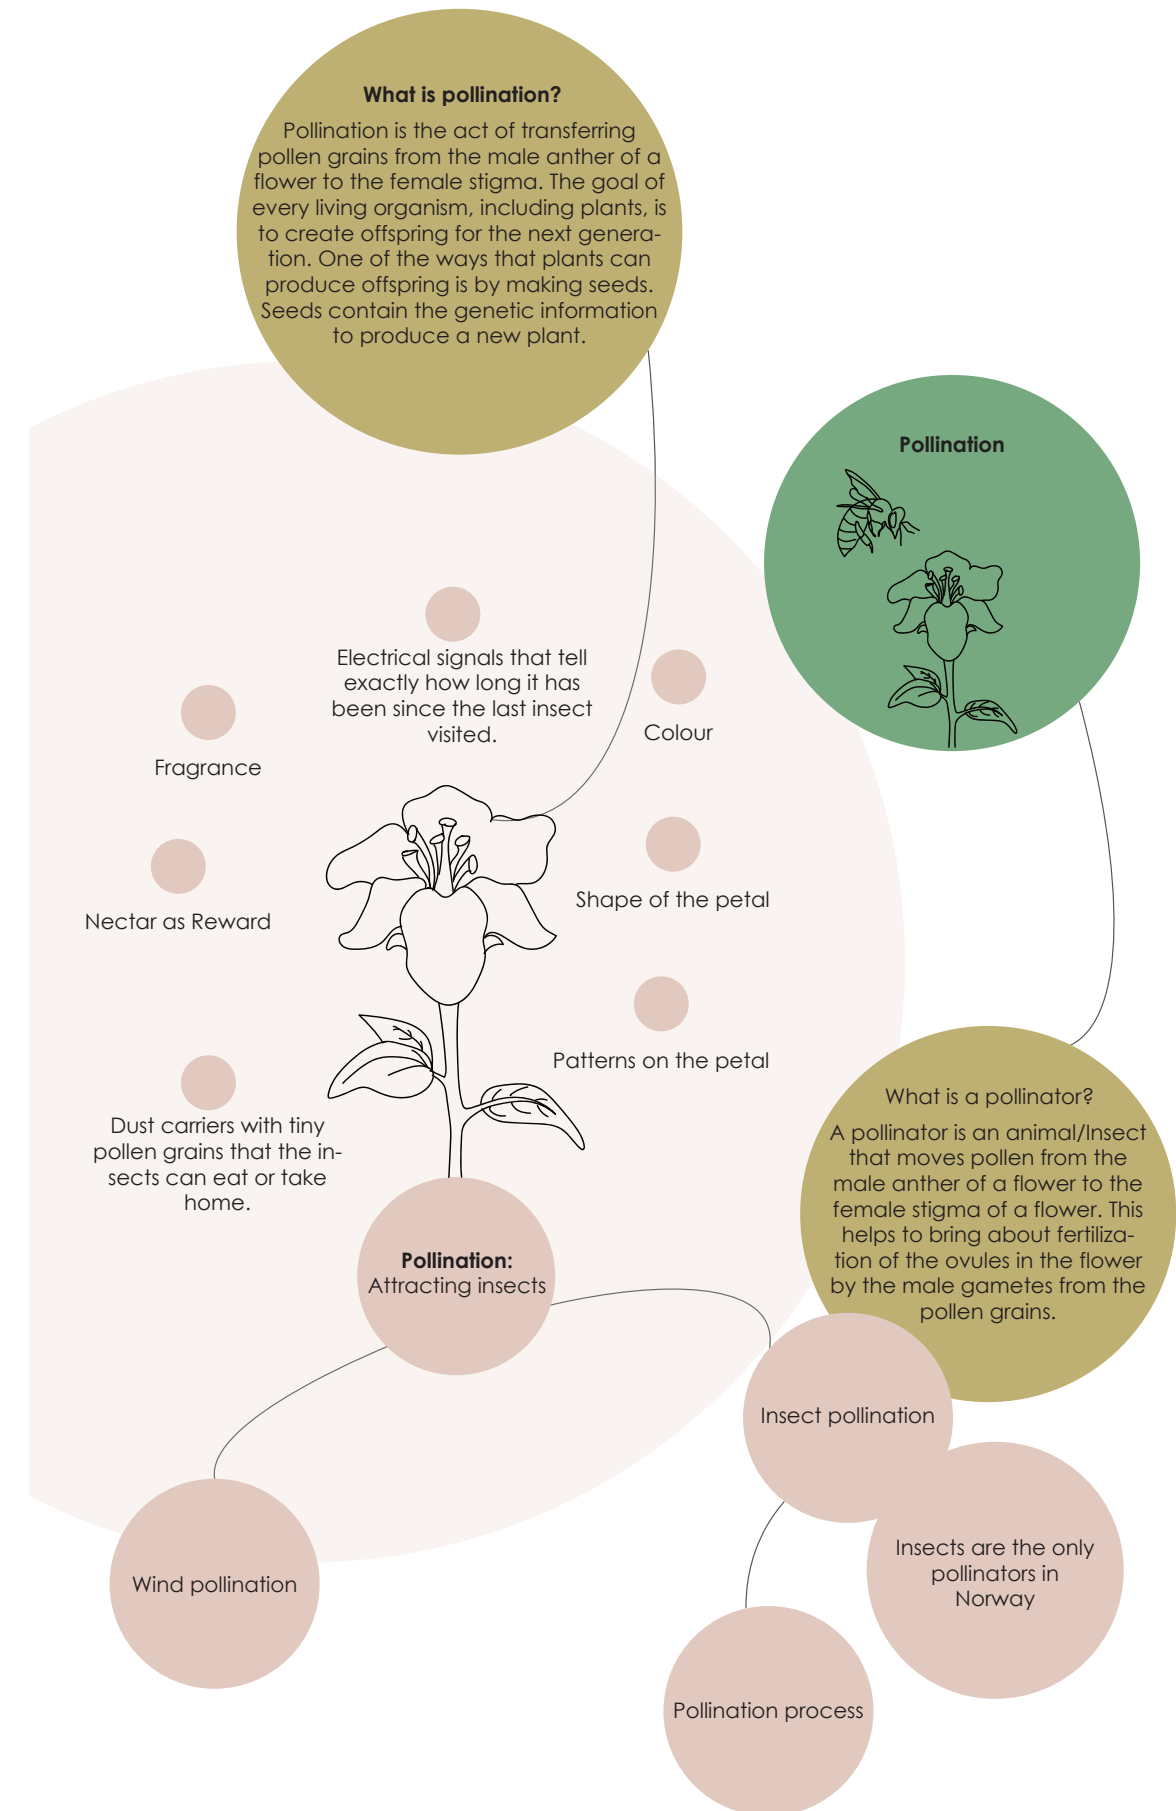 What is pollination?
Pollination is the act of transferring
pollen grains from the male anther of a
flower to the female stigma. The goal of
every living organism, including plants, is
to create offspring for the next genera-
tion. One of the ways that plants can
produce offspring is by making seeds.
Seeds contain the genetic information
to produce a new plant.
Pollination
Electrical signals that tell
exactly how long it has
been since the last insect
visited.
Colour
Fragrance
Shape of the petal
Nectar as Reward
Patterns on the petal
Dust carriers with tiny
pollen grains that the in-
sects can eat or take
home.
What is a pollinator?
A pollinator is an animal/Insect
that moves pollen from the
male anther of a flower to the
female stigma of a flower. This
helps to bring about fertiliza-
tion of the ovules in the flower
by the male gametes from the
pollen grains.
Pollination:
Attracting insects
Insect pollination
Insects are the only
pollinators in
Norway
Wind pollination
Pollination process